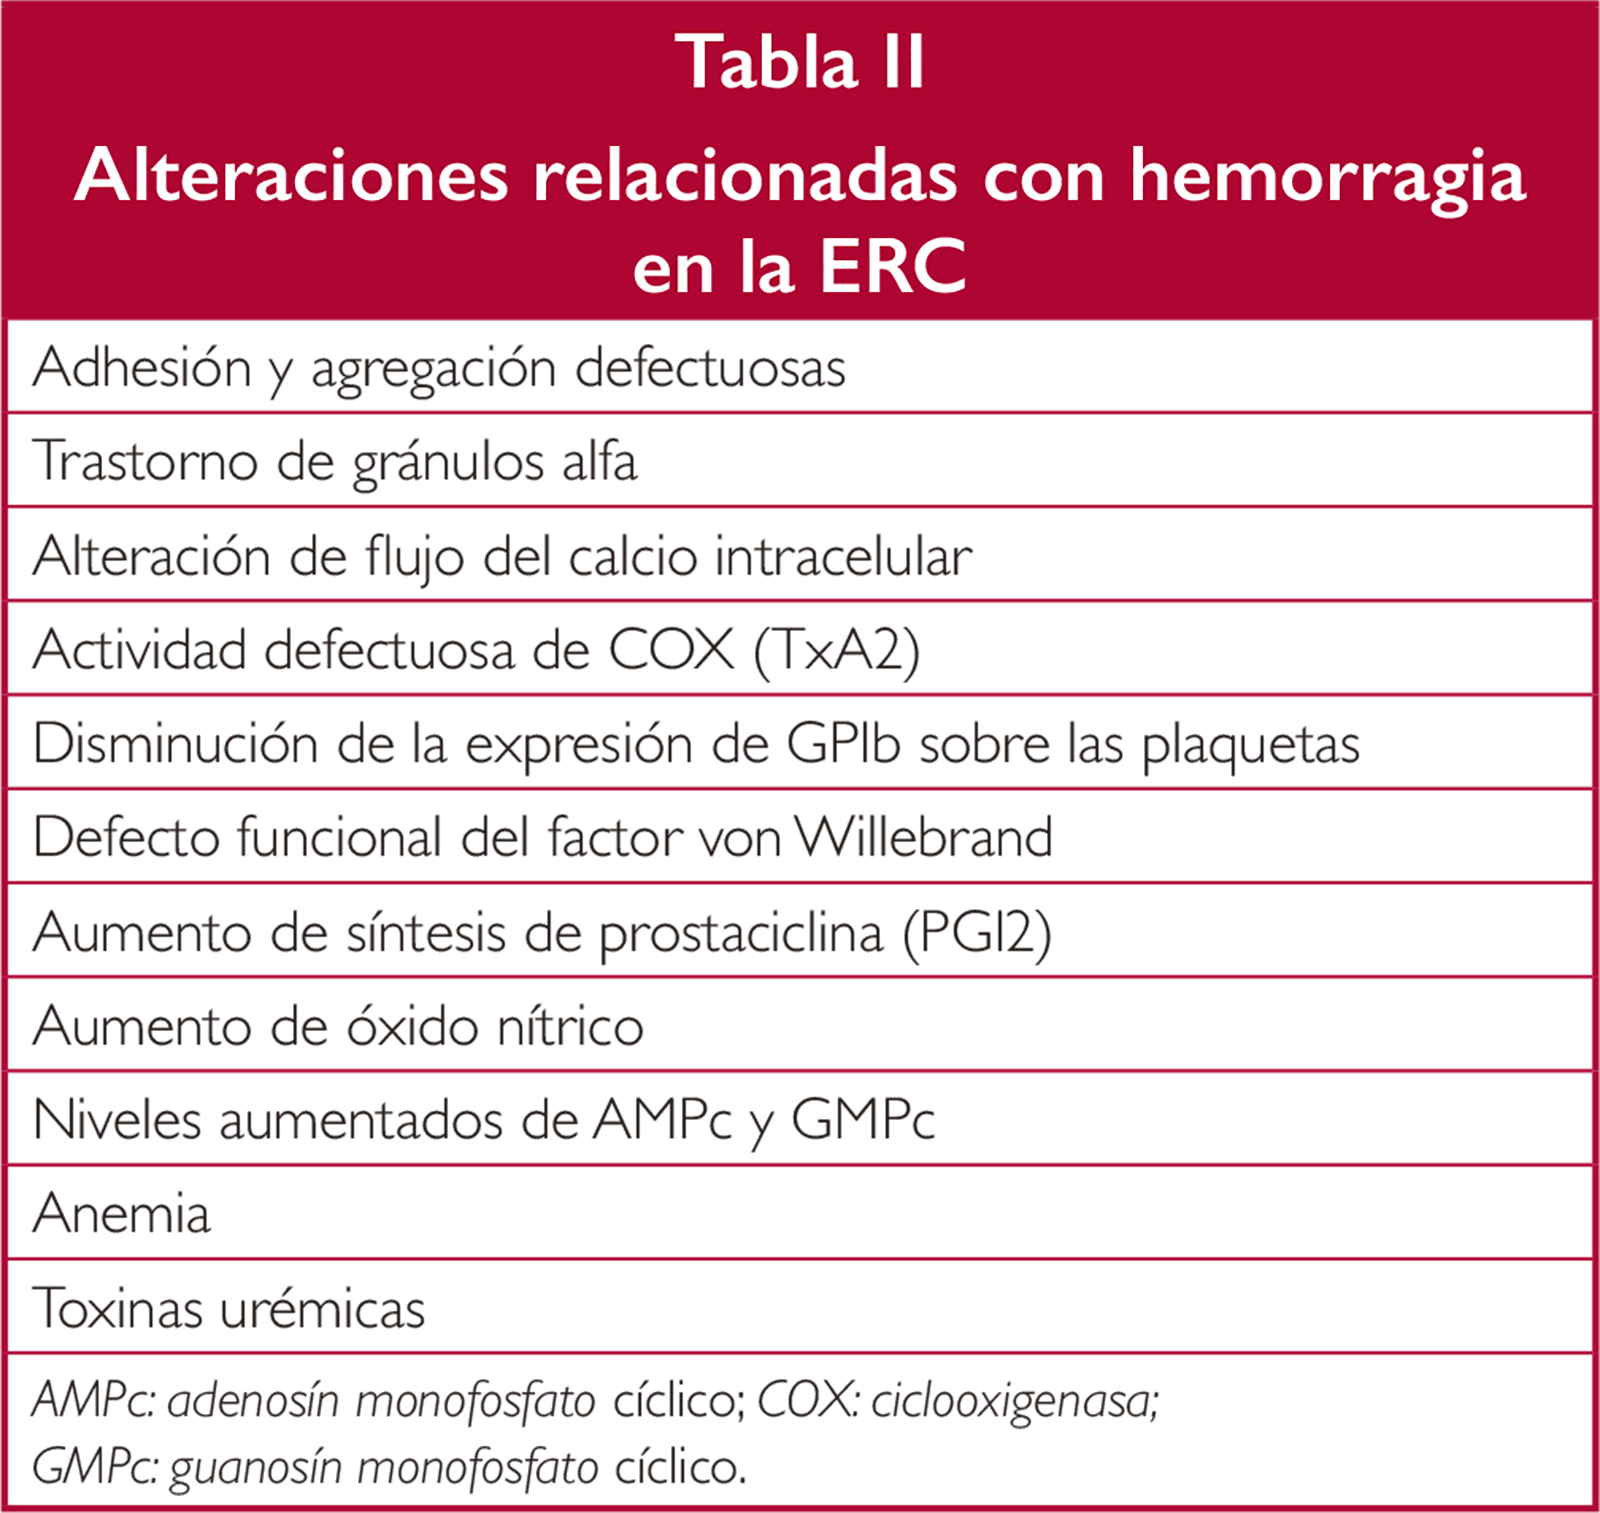 Tabla II
Alteraciones relacionadas con hemorragia
en la ERC
Adhesión y agregación defectuosas
Trastorno de gránulos alfa
Alteración de flujo del calcio intracelular
Actividad defectuosa de COX (TxA2)
Disminución de la expresión de GPIb sobre las plaquetas
Defecto funcional del factor von Willebrand
Aumento de síntesis de prostaciclina (PGI2)
Aumento de óxido nítrico
Niveles aumentados de AMPc y GMPc
Anemia
Toxinas urémicas
AMPc: adenosín monofosfato cíclico; COX: ciclooxigenasa;
GMPc: guanosín monofosfato cíclico.